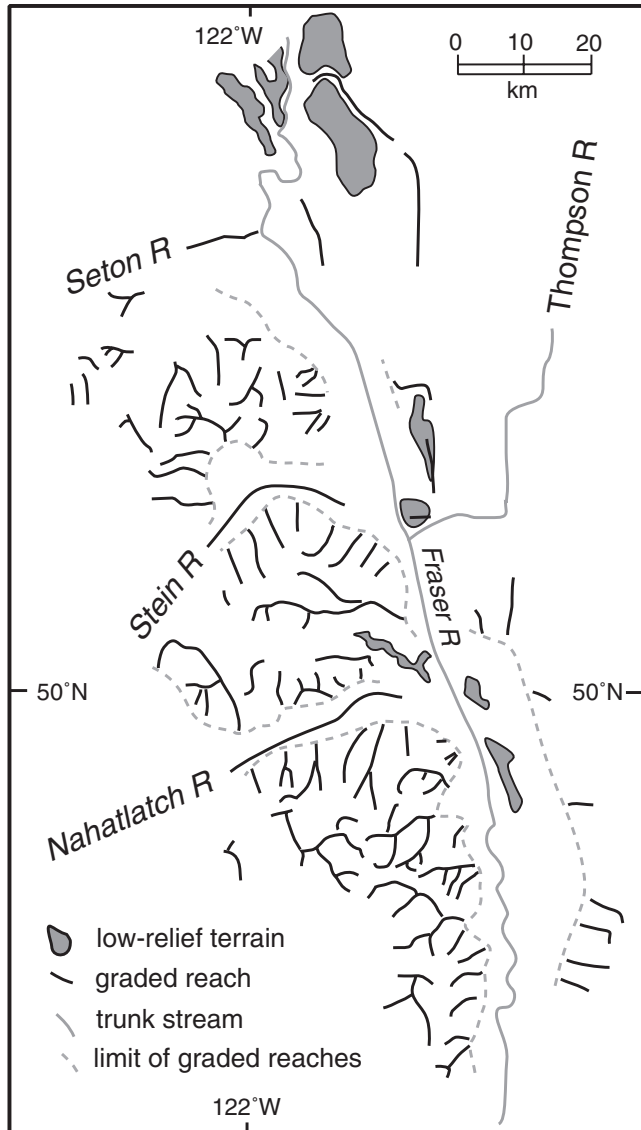 122˚W
0 10 20
km
Thompson R
Seton R
Stein R
Fraser R
50˚N
50˚N
Nahatlatch R
low-relief terrain
graded reach
trunk stream
limit of graded reaches
122˚W